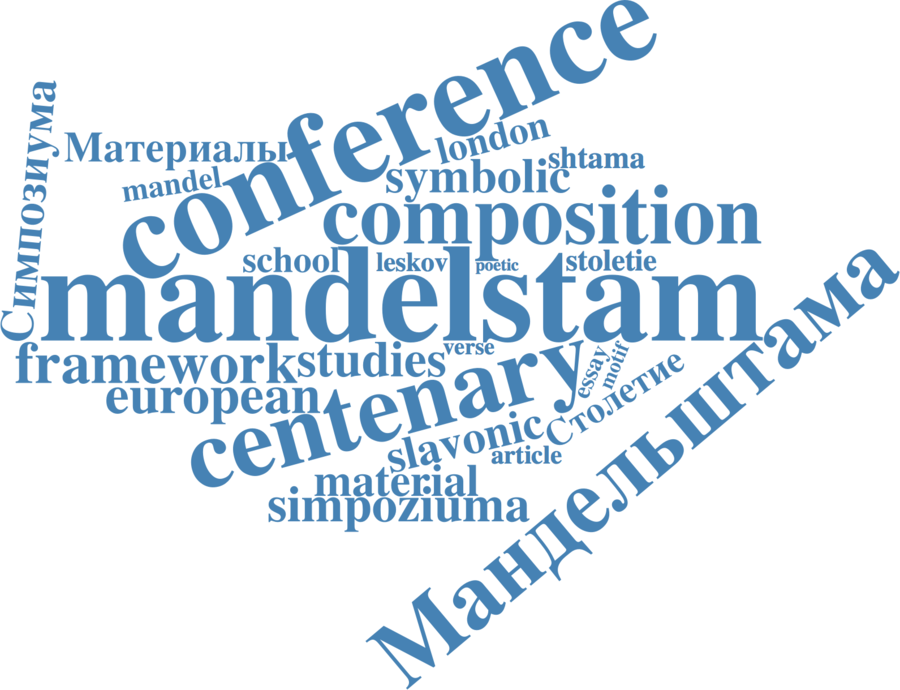 conference
london
Симпозиума
Материалы
shtama
mandel
symbolic
composition
school
leskov
poetic
stoletie
mandelstam
Мандельштама
framework
studies
verse
essay
motif
Столетие
european
centenary
slavonic
article
material
simpoziuma